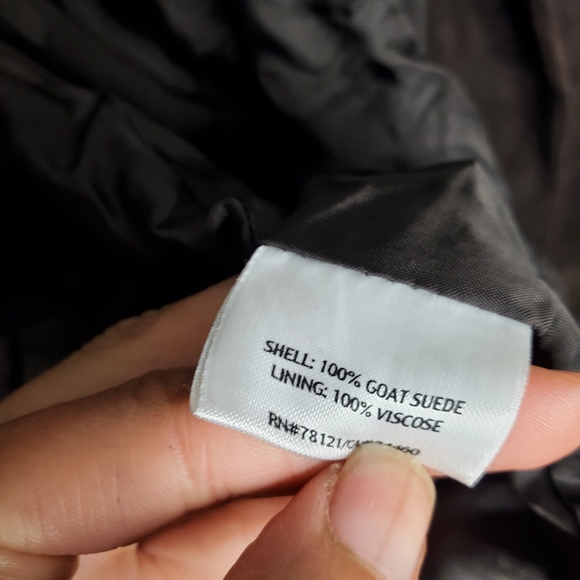 SHELL: 100% GOAT SUEDE
LINING: 100% VISCOSE
RN#78121/